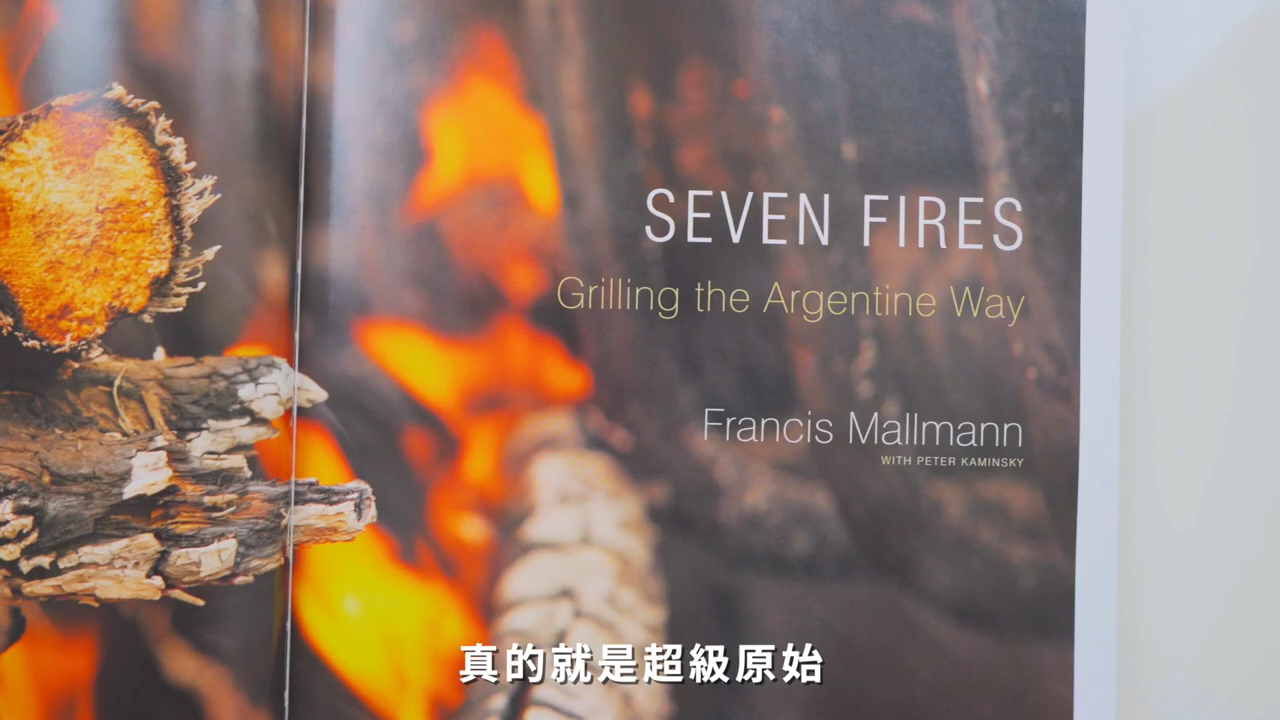 SEVEN FIRES
Grilling the Argentine Way
Francis Mallmann
WITH PETER KAMINSKY
真的就是超級原始